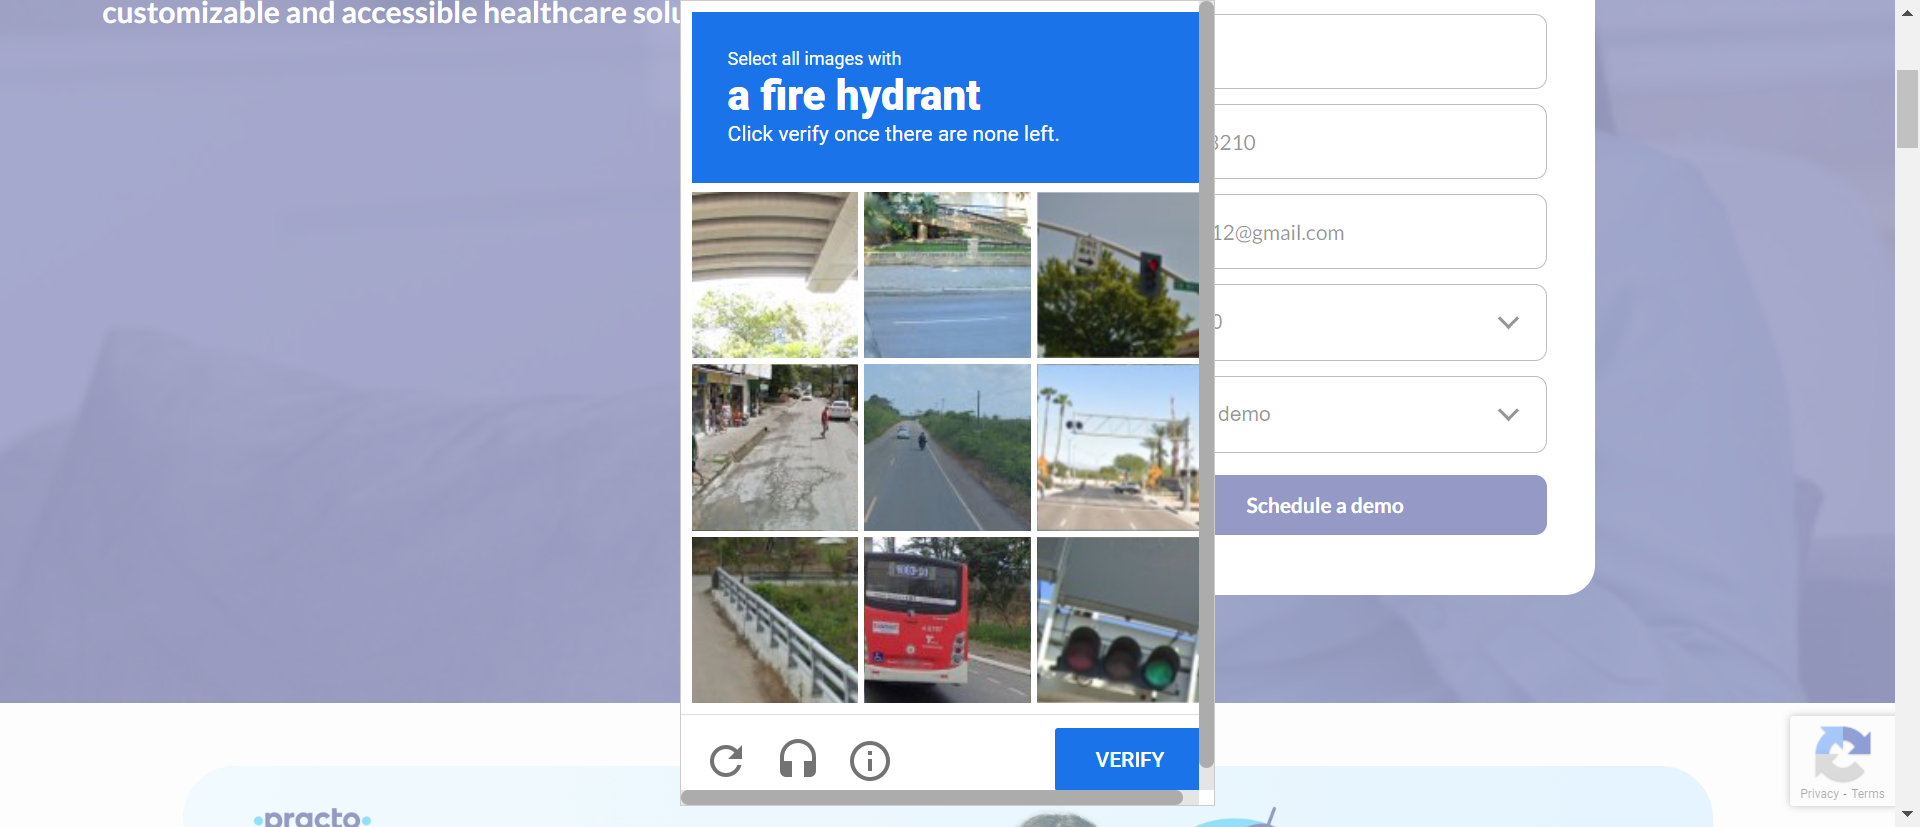 customizable and accessible healthcare solu
Select all images with
a fire hydrant
Click verify once there are none left.
3210
12@gmail.com
0
demo
Schedule a demo
VERIFY
Privacy - Terms
practo